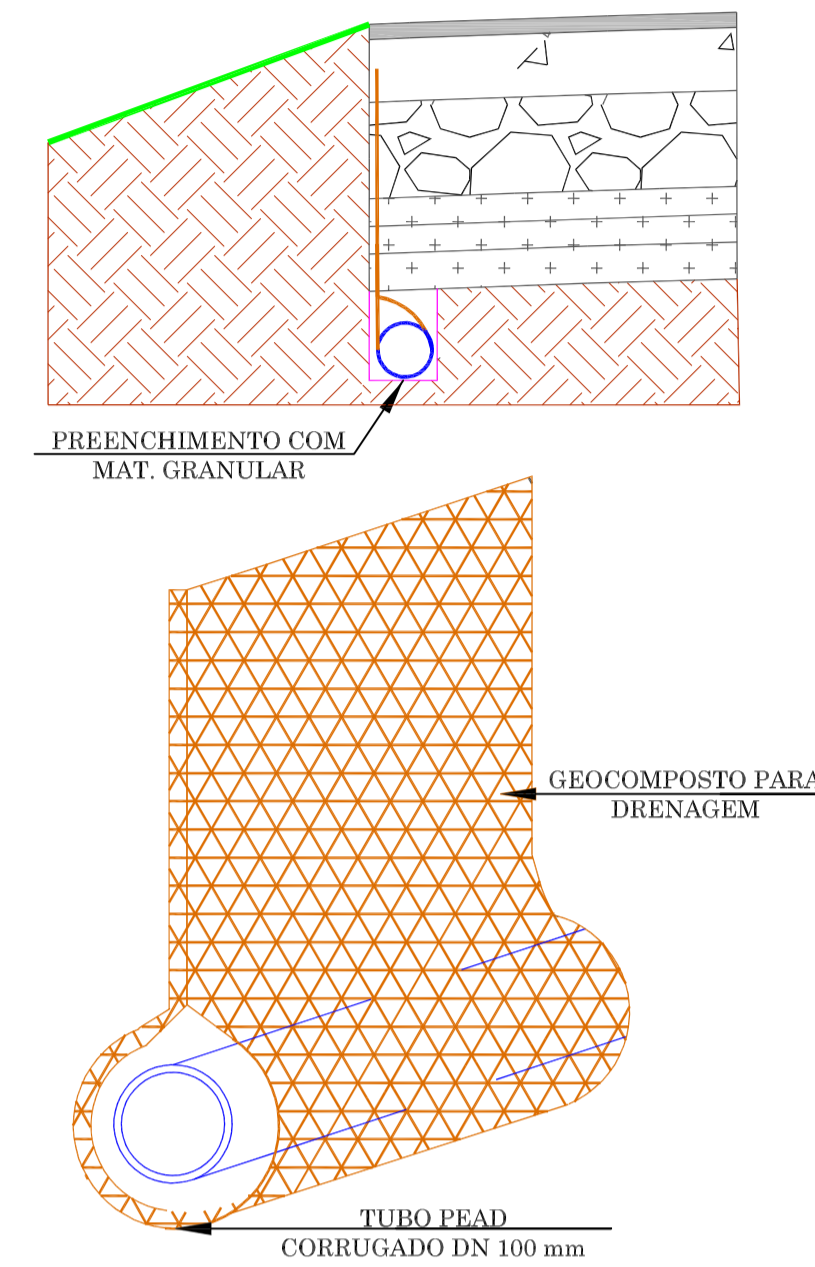 PREENCHIMENTO COM
MAT. GRANULAR
GEOCOMPOSTO PARA
DRENAGEM
TUBO PEAD
CORRUGADO DN 100 mm